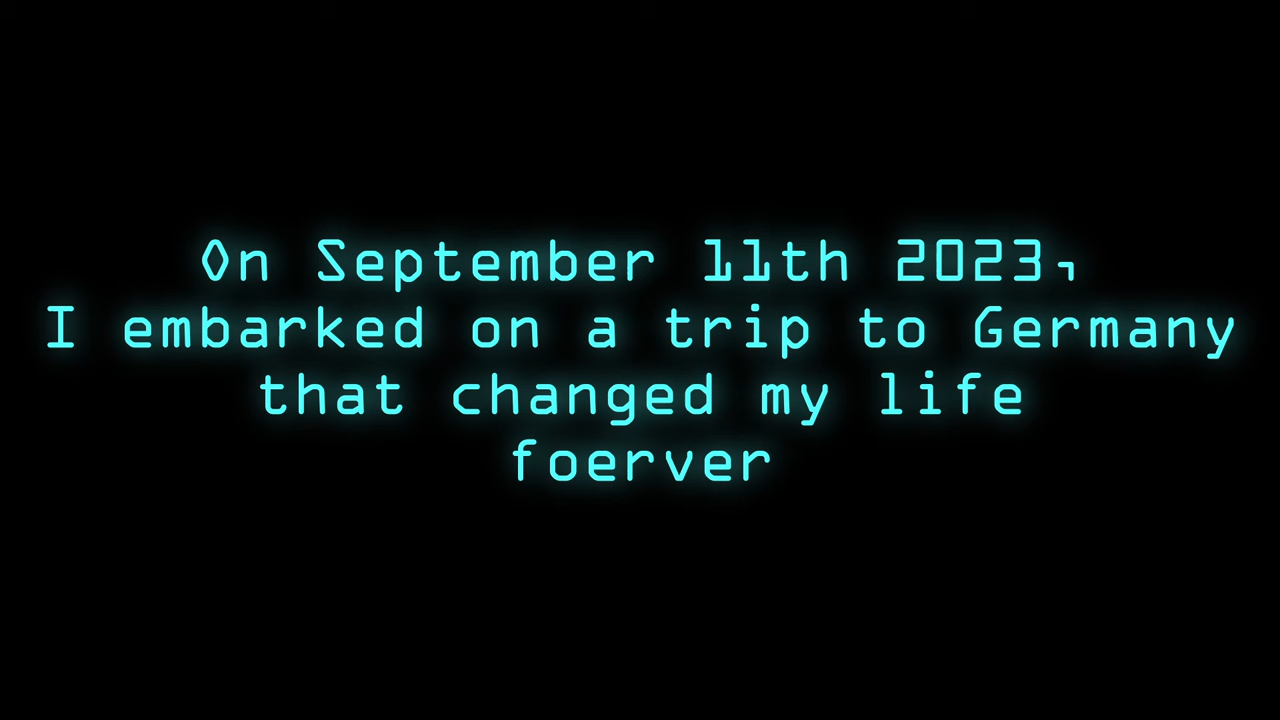 On September 11th 2023,
I embarked on a trip to Germany
that changed my life
foerver